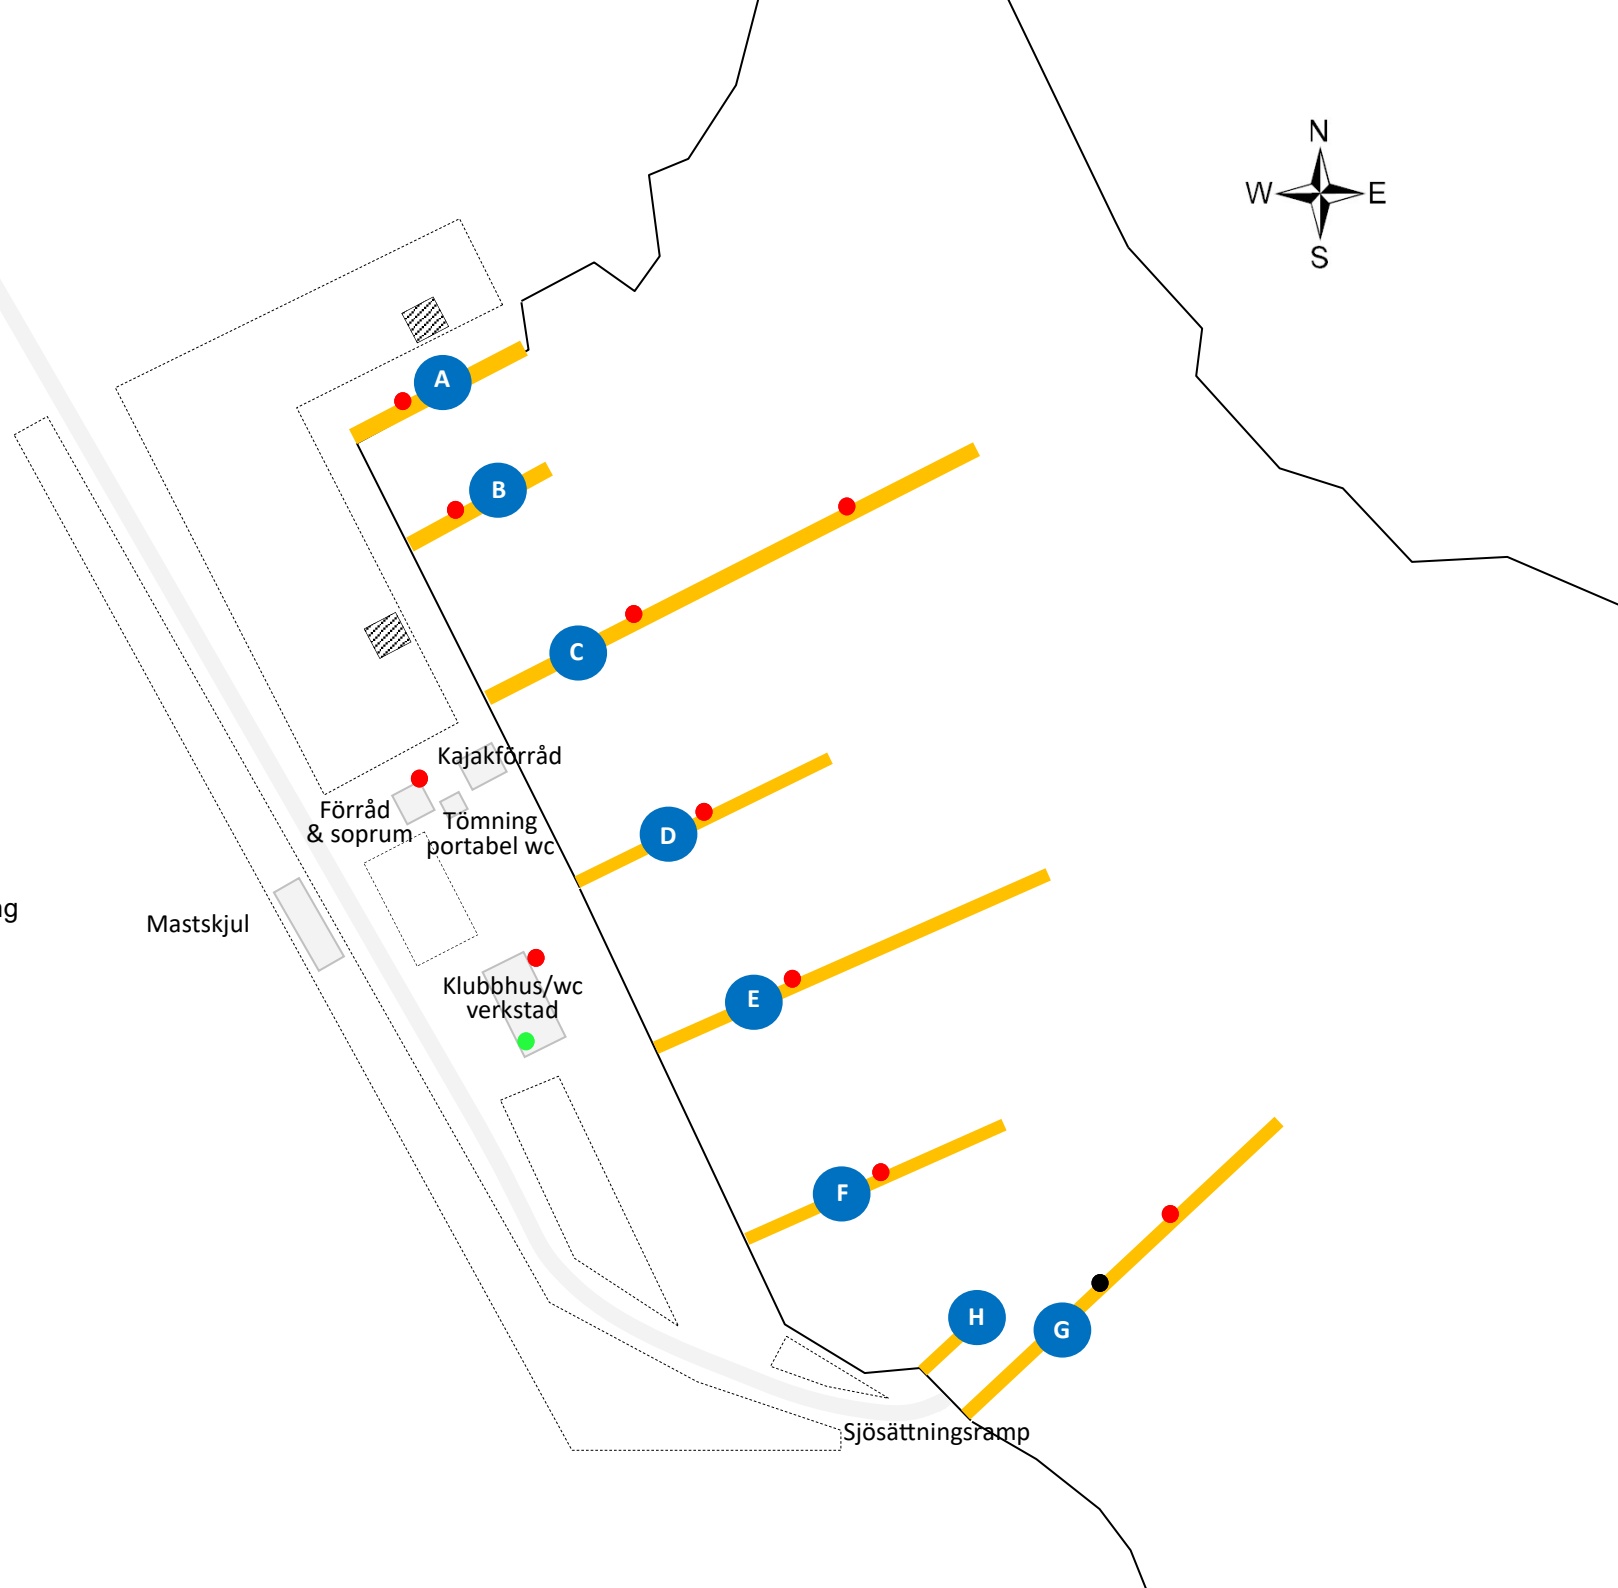 N
W E
S
A
B
C
Kajakförråd
Förråd
& soprum
Tömning
portabel wc
D
Mastskjul
Klubbhus/wc
verkstad
E
F
H
G
Sjösättningsramp